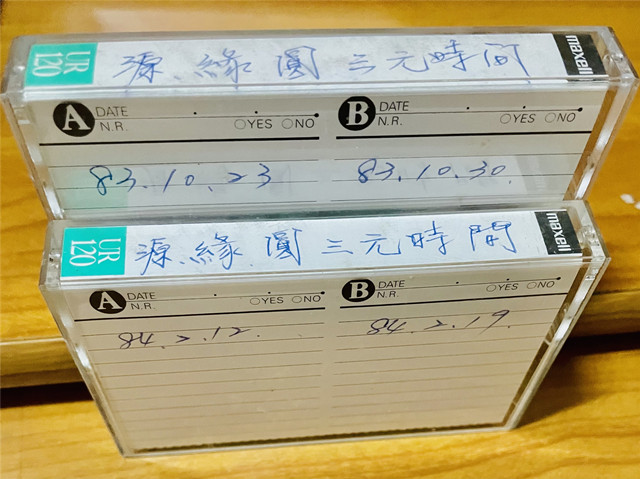 UR 120 源.緣.圓 三元時間 maxell
A DATE N.R. ○YES ○NO B DATE N.R. ○YES ○NO
83.10.23 83.10.30.
UR 120 源.緣.圓 三元時間 maxell
A DATE N.R. ○YES ○NO B DATE N.R. ○YES ○NO
84.2.12. 84.2.19.